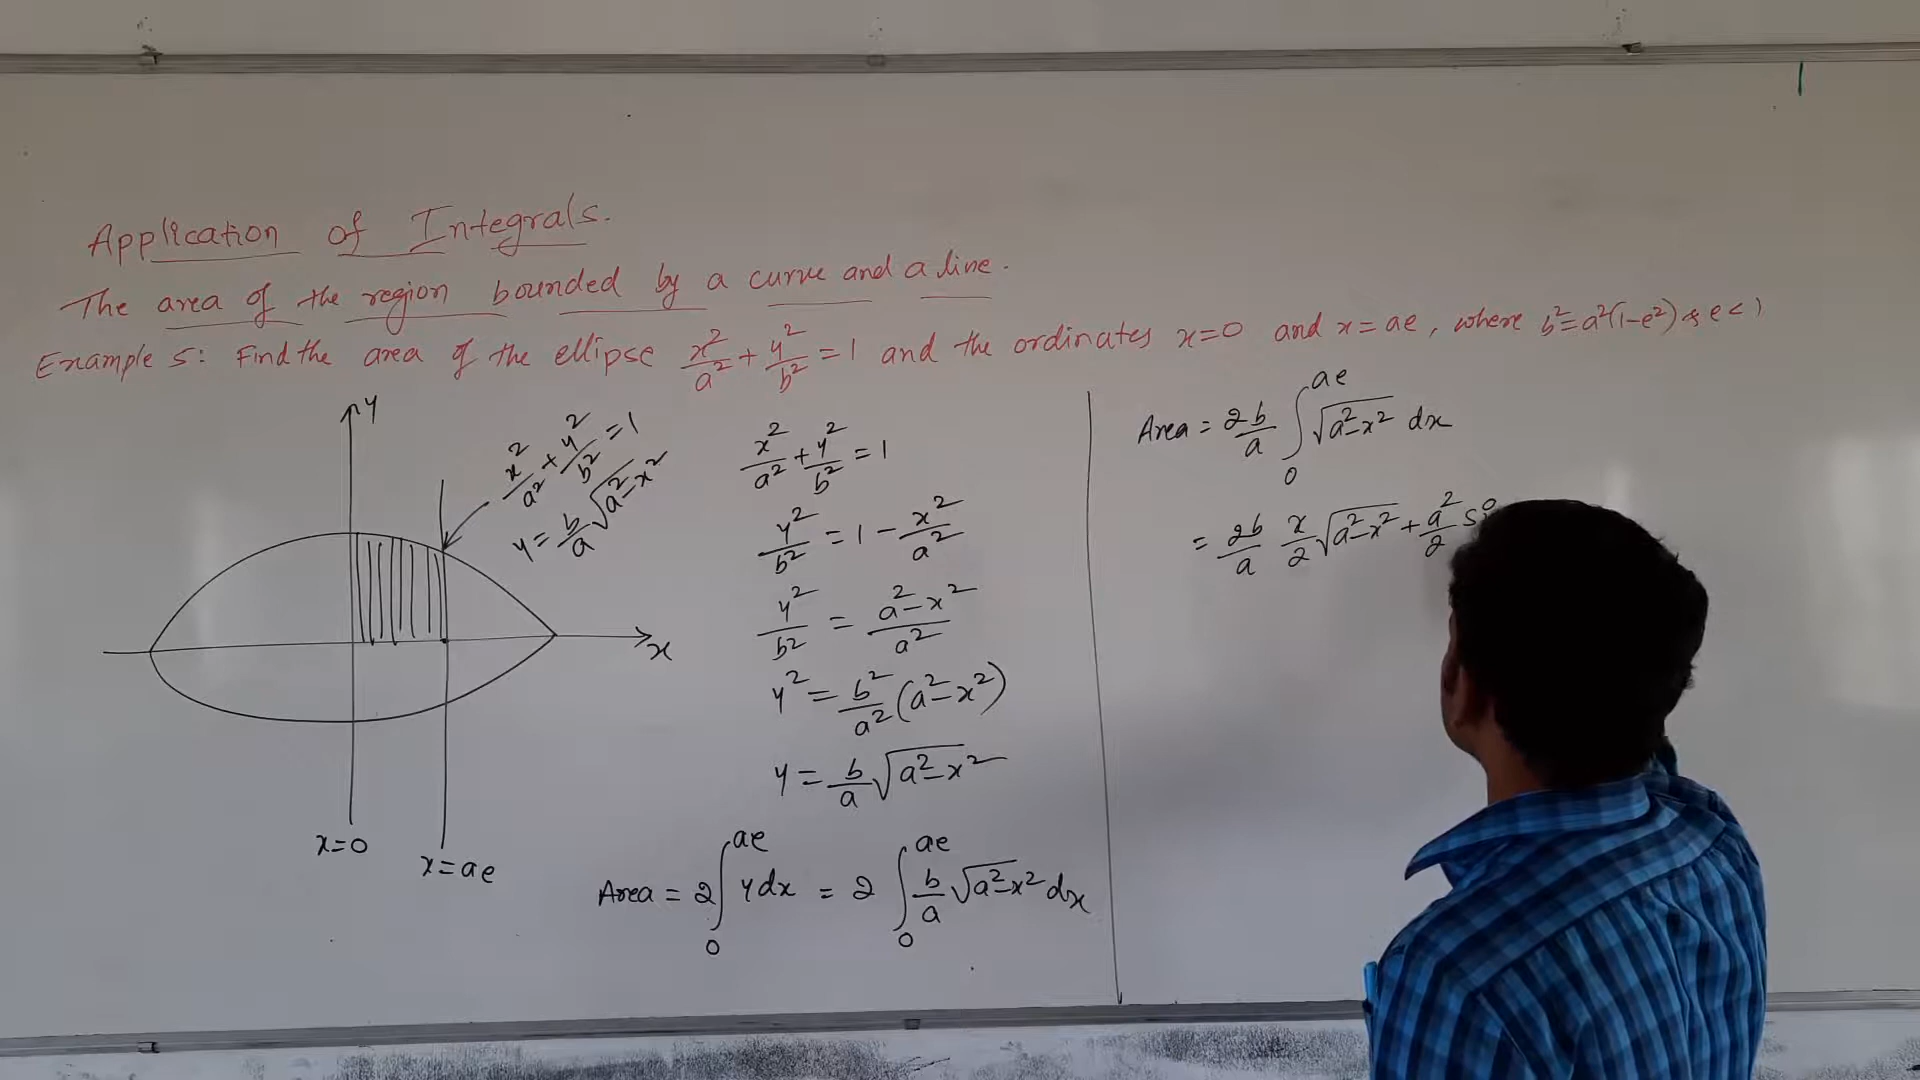 Application of Integrals.
The area of the region bounded by a curve and a line.
Example 5: Find the area of the ellipse x²/a² + y²/b² = 1 and the ordinates x=0 and x=ae, where b²=a²(1-e²) & e<1
y
x²/a² + y²/b² = 1
y = b/a √a²-x²
x
x=0
x=ae
x²/a² + y²/b² = 1
y²/b² = 1 - x²/a²
y²/b² = a²-x²/a²
y² = b²/a² (a²-x²)
y = b/a √a²-x²
Area = 2 ∫₀^ae y dx = 2 ∫₀^ae b/a √a²-x² dx
Area = 2b/a ∫₀^ae √a²-x² dx
= 2b/a x/2 √a²-x² + a²/2